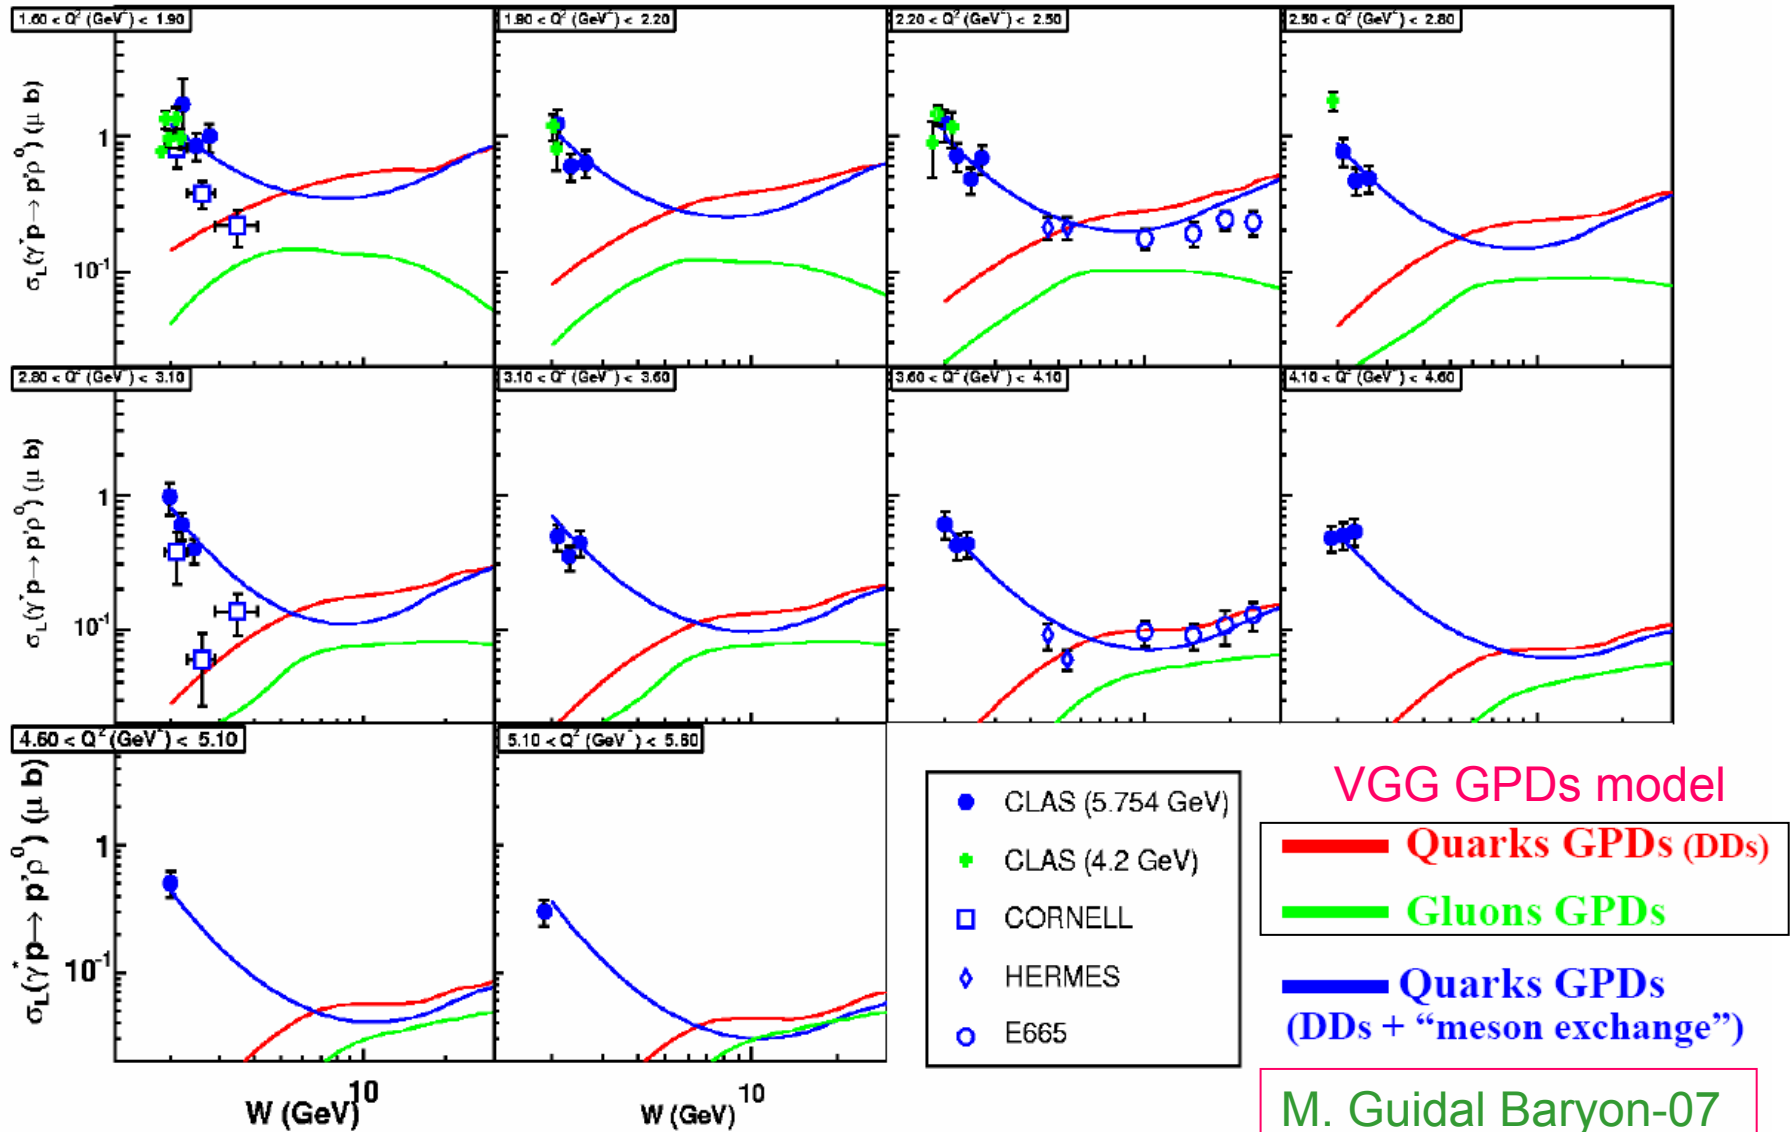 1.60 < Q² (GeV²) < 1.90
1.90 < Q² (GeV²) < 2.20
2.20 < Q² (GeV²) < 2.50
2.50 < Q² (GeV²) < 2.80
σL(γ*p→ p'ρ⁰) (μ b)
1
10⁻¹
2.80 < Q² (GeV²) < 3.10
3.10 < Q² (GeV²) < 3.60
3.60 < Q² (GeV²) < 4.10
4.10 < Q² (GeV²) < 4.60
σL(γ*p→ p'ρ⁰) (μ b)
1
10⁻¹
4.60 < Q² (GeV²) < 5.10
5.10 < Q² (GeV²) < 5.60
σL(γ*p→ p'ρ⁰) (μ b)
1
10⁻¹
10
W (GeV)
10
W (GeV)
CLAS (5.754 GeV)
CLAS (4.2 GeV)
CORNELL
HERMES
E665
VGG GPDs model
Quarks GPDs (DDs)
Gluons GPDs
Quarks GPDs
(DDs + “meson exchange”)
M. Guidal Baryon-07